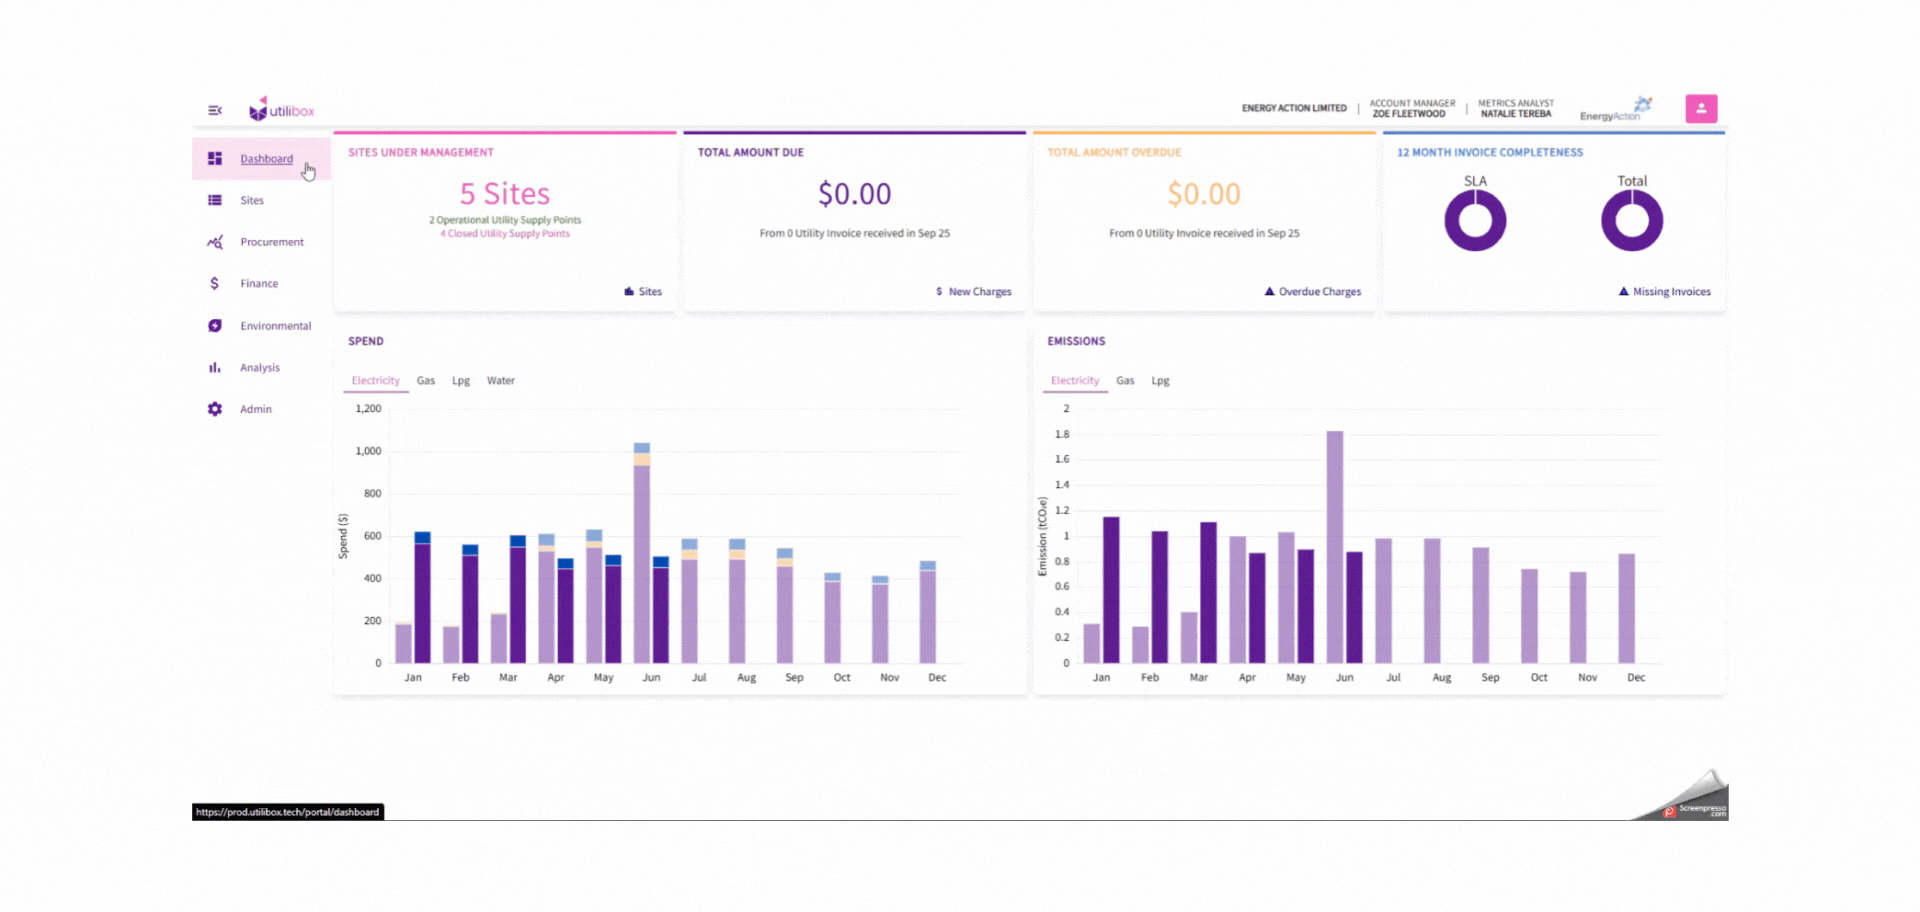 utilibox
ENERGY ACTION LIMITED | ACCOUNT MANAGER | METRICS ANALYST
ZOE FLEETWOOD NATALIE TEREBA
EnergyAction
Dashboard
Sites
Procurement
Finance
Environmental
Analysis
Admin
SITES UNDER MANAGEMENT
5 Sites
2 Operational Utility Supply Points
4 Closed Utility Supply Points
Sites
TOTAL AMOUNT DUE
$0.00
From 0 Utility Invoice received in Sep 25
$ New Charges
TOTAL AMOUNT OVERDUE
$0.00
From 0 Utility Invoice received in Sep 25
Overdue Charges
12 MONTH INVOICE COMPLETENESS
SLA Total
Missing Invoices
SPEND
Electricity Gas Lpg Water
1,200
1,000
800
600
400
200
0
Spend ($)
Jan Feb Mar Apr May Jun Jul Aug Sep Oct Nov Dec
EMISSIONS
Electricity Gas Lpg
2
1.8
1.6
1.4
1.2
1
0.8
0.6
0.4
0.2
0
Emission (tCO₂e)
Jan Feb Mar Apr May Jun Jul Aug Sep Oct Nov Dec
https://prod.utilibox.tech/portal/dashboard
Screenpresso
.com